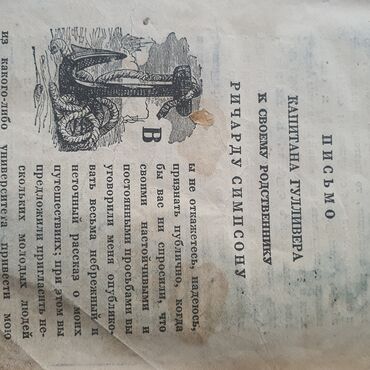 ПИСЬМО
КАПИТАНА ГУЛЛИВЕРА
К СВОЕМУ РОДСТВЕННИКУ
РИЧАРДУ СИМПСОНУ
Вы не откажетесь, надеюсь,
признать публично, когда
бы вас ни спросили, что
своими настойчивыми и
постоянными просьбами вы
уговорили меня опублико-
вать весьма небрежный и
неточный рассказ о моих
путешествиях; при этом вы
предложили пригласить не-
скольких молодых людей
из какого-либо университета привести мою